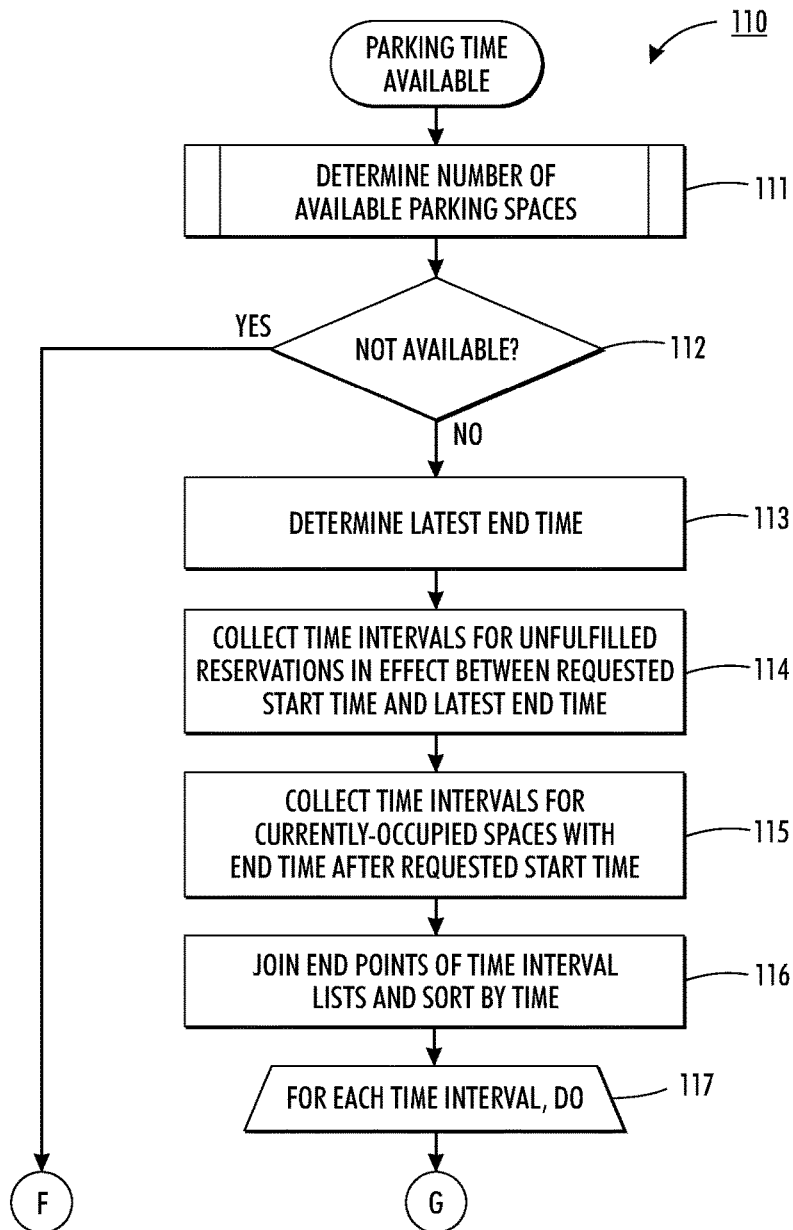 110
PARKING TIME
AVAILABLE
DETERMINE NUMBER OF
AVAILABLE PARKING SPACES
111
YES
NOT AVAILABLE?
112
NO
DETERMINE LATEST END TIME
113
COLLECT TIME INTERVALS FOR UNFULFILLED
RESERVATIONS IN EFFECT BETWEEN REQUESTED
START TIME AND LATEST END TIME
114
COLLECT TIME INTERVALS FOR
CURRENTLY-OCCUPIED SPACES WITH
END TIME AFTER REQUESTED START TIME
115
JOIN END POINTS OF TIME INTERVAL
LISTS AND SORT BY TIME
116
FOR EACH TIME INTERVAL, DO
117
F
G